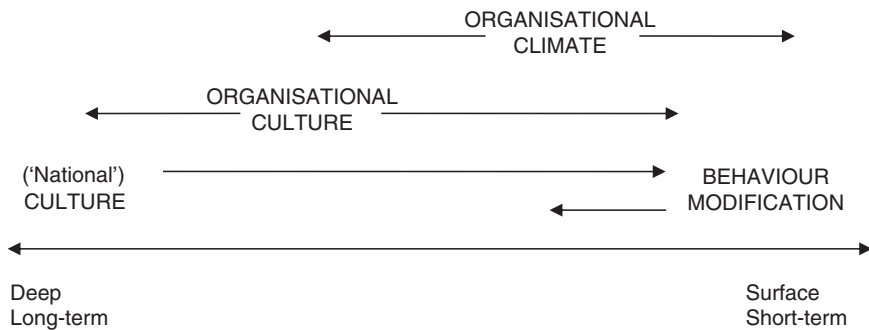 ORGANISATIONAL
CLIMATE
ORGANISATIONAL
CULTURE
(‘National’)
CULTURE
BEHAVIOUR
MODIFICATION
Deep
Long-term
Surface
Short-term